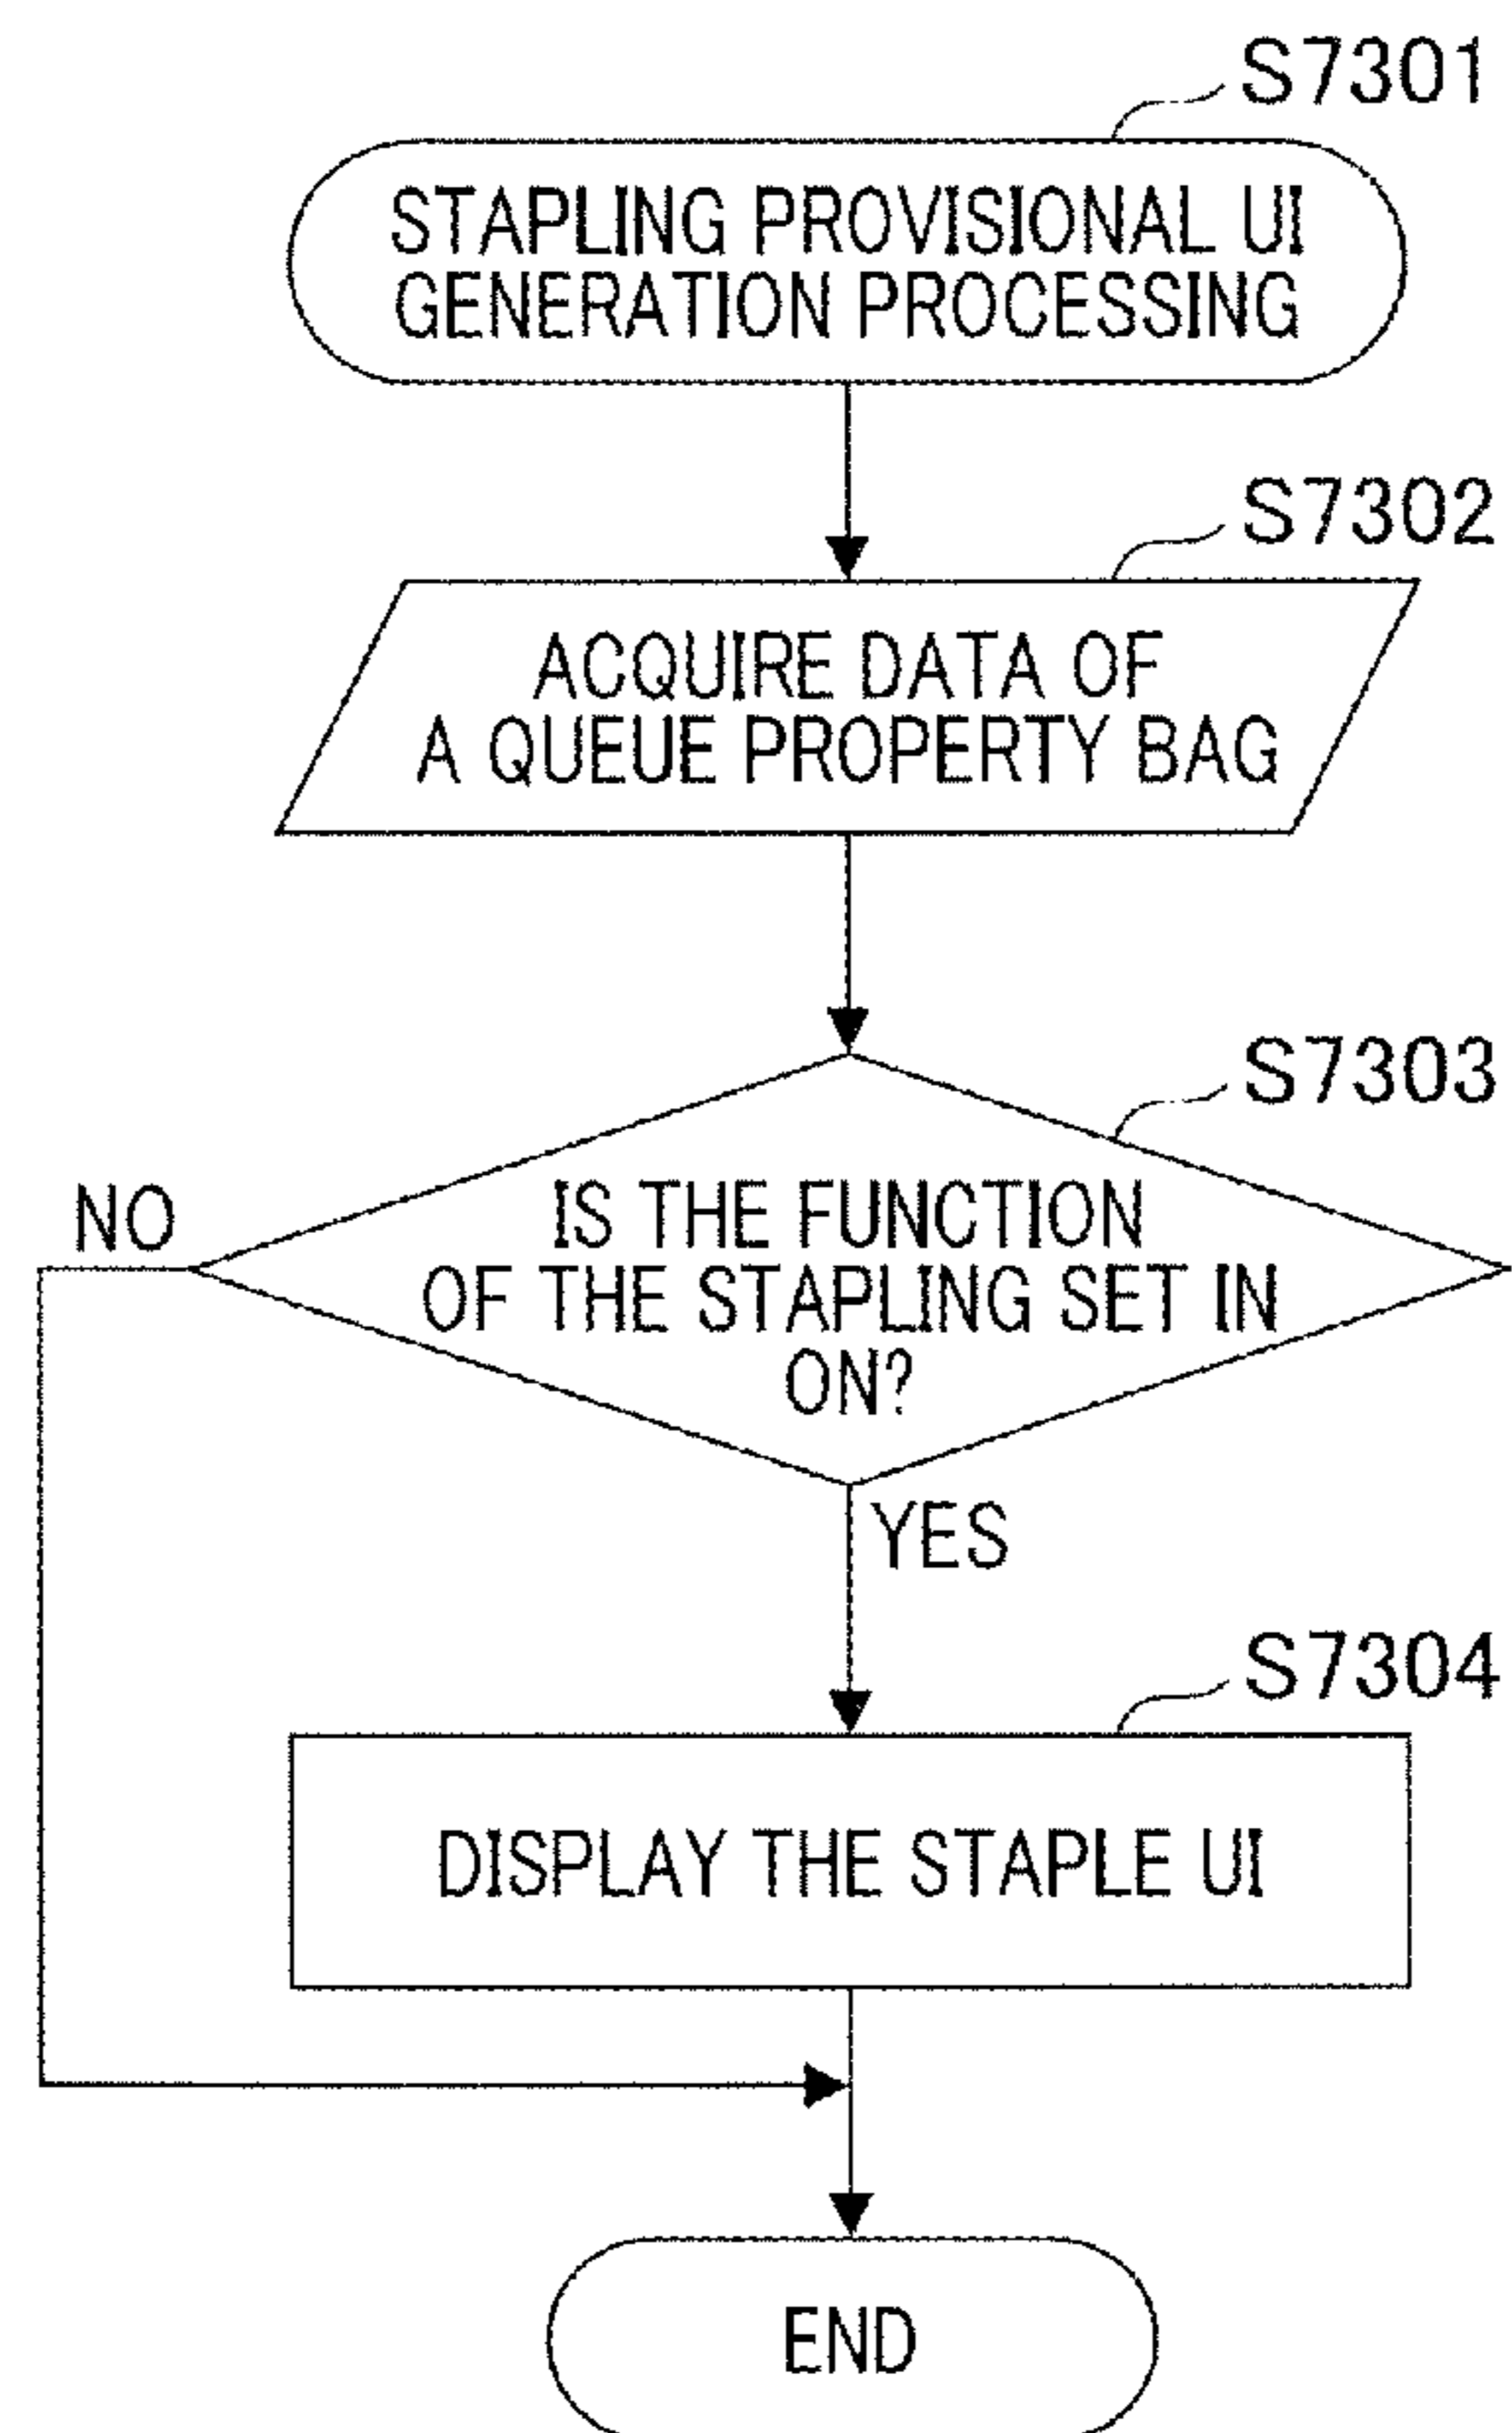 S7301
STAPLING PROVISIONAL UI
GENERATION PROCESSING
S7302
ACQUIRE DATA OF
A QUEUE PROPERTY BAG
S7303
NO
IS THE FUNCTION
OF THE STAPLING SET IN
ON?
YES
S7304
DISPLAY THE STAPLE UI
END